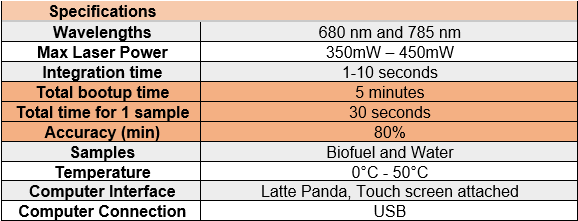 Specifications
Wavelengths 680 nm and 785 nm
Max Laser Power 350mW – 450mW
Integration time 1-10 seconds
Total bootup time 5 minutes
Total time for 1 sample 30 seconds
Accuracy (min) 80%
Samples Biofuel and Water
Temperature 0°C - 50°C
Computer Interface Latte Panda, Touch screen attached
Computer Connection USB